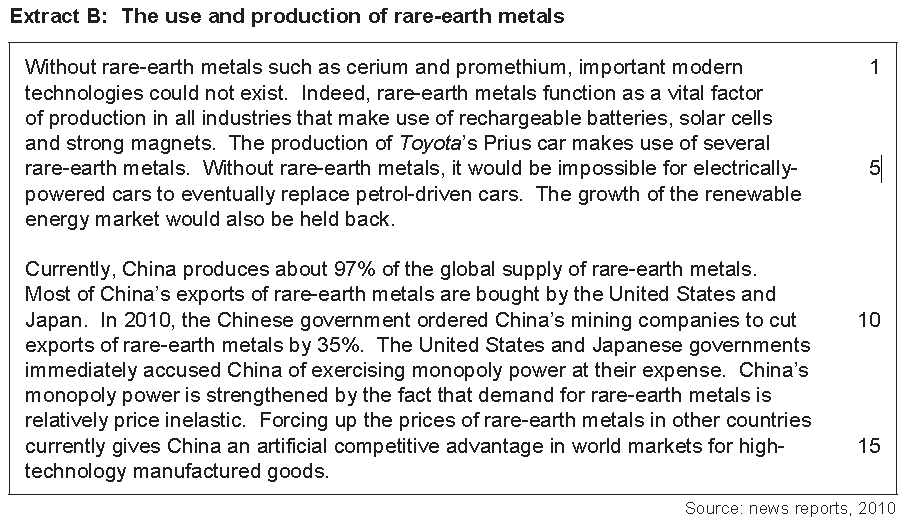 Extract B: The use and production of rare-earth metals
Without rare-earth metals such as cerium and promethium, important modern 1
technologies could not exist. Indeed, rare-earth metals function as a vital factor
of production in all industries that make use of rechargeable batteries, solar cells
and strong magnets. The production of Toyota's Prius car makes use of several
rare-earth metals. Without rare-earth metals, it would be impossible for electrically- 5
powered cars to eventually replace petrol-driven cars. The growth of the renewable
energy market would also be held back.
Currently, China produces about 97% of the global supply of rare-earth metals.
Most of China's exports of rare-earth metals are bought by the United States and
Japan. In 2010, the Chinese government ordered China's mining companies to cut 10
exports of rare-earth metals by 35%. The United States and Japanese governments
immediately accused China of exercising monopoly power at their expense. China's
monopoly power is strengthened by the fact that demand for rare-earth metals is
relatively price inelastic. Forcing up the prices of rare-earth metals in other countries
currently gives China an artificial competitive advantage in world markets for high- 15
technology manufactured goods.
Source: news reports, 2010